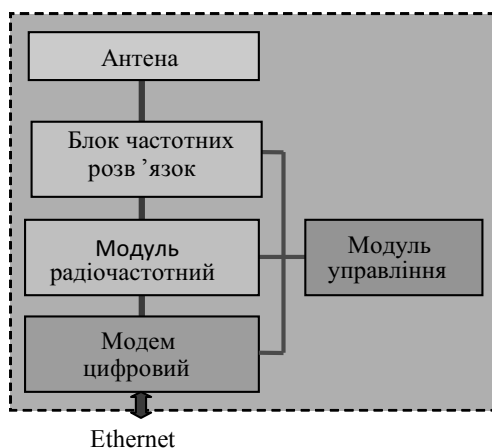 Антена
Блок частотних
розв ’язок
Модуль
радіочастотний
Модуль
управління
Модем
цифровий
Ethernet